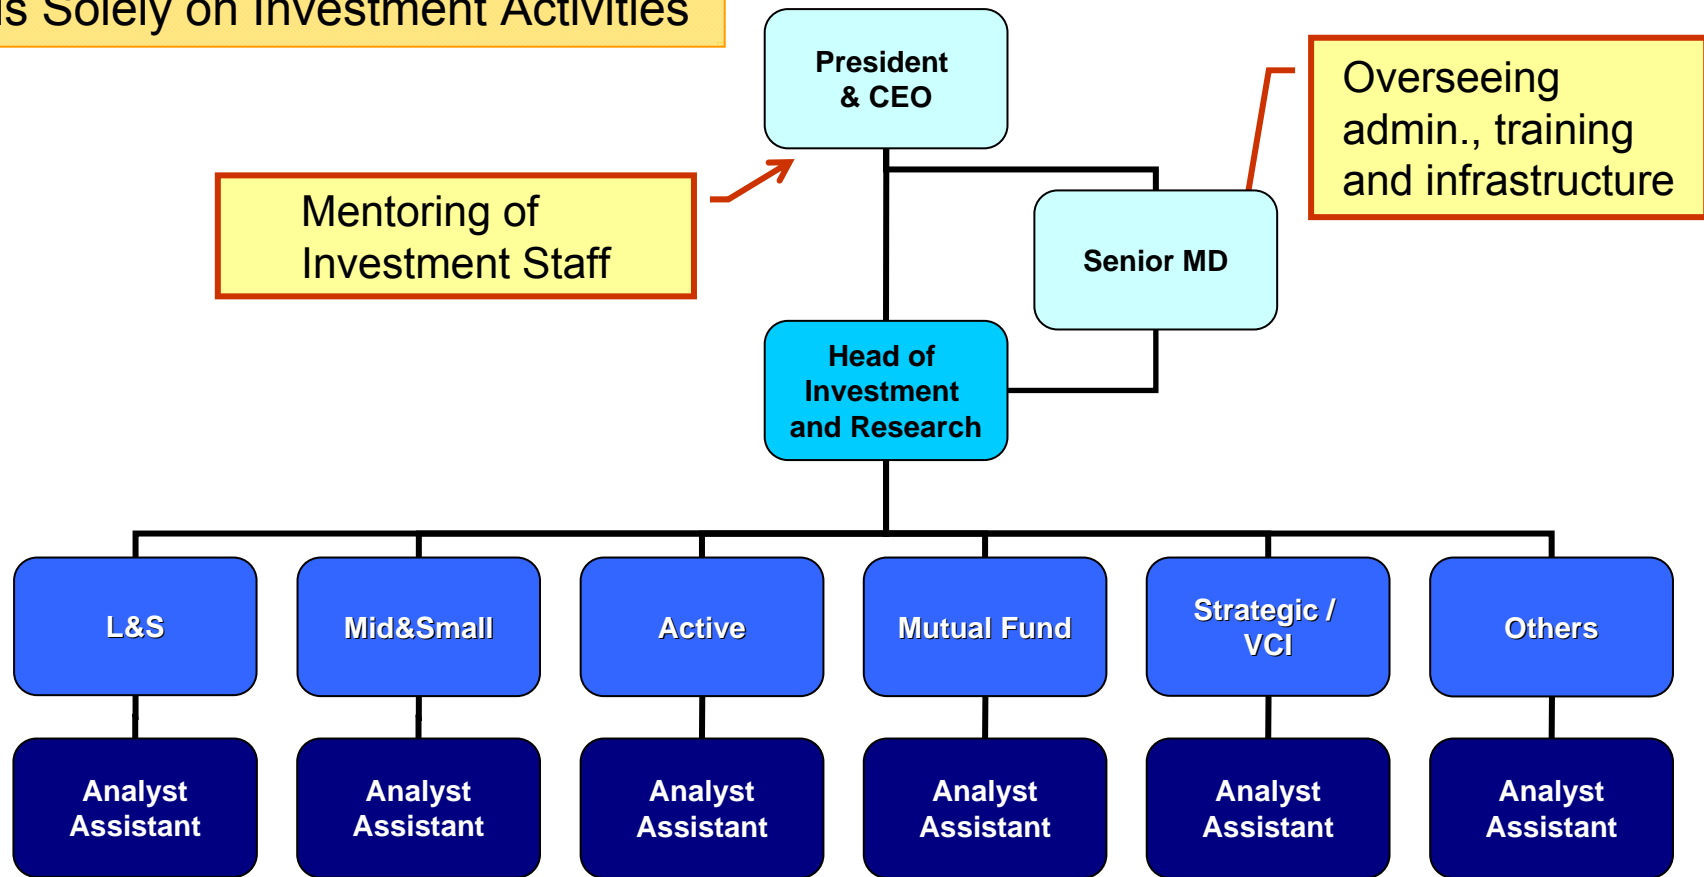 s Solely on Investment Activities
President
& CEO
Overseeing
admin., training
and infrastructure
Mentoring of
Investment Staff
Senior MD
Head of
Investment
and Research
L&S
Mid&Small
Active
Mutual Fund
Strategic /
VCI
Others
Analyst
Assistant
Analyst
Assistant
Analyst
Assistant
Analyst
Assistant
Analyst
Assistant
Analyst
Assistant